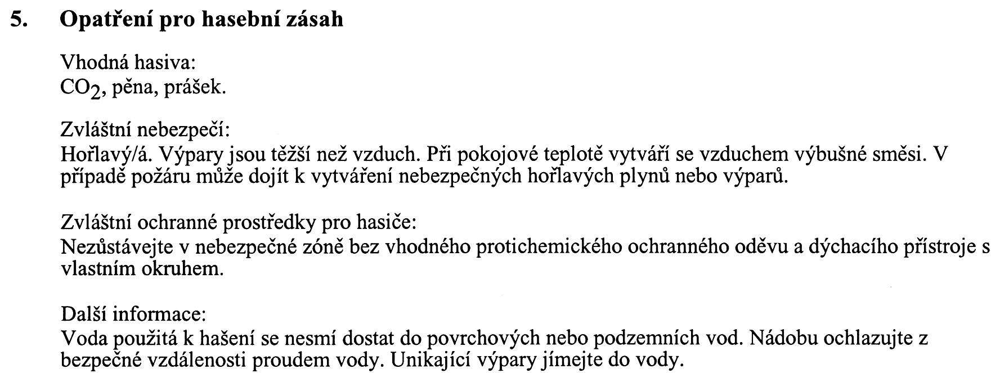 5. Opatření pro hasební zásah
Vhodná hasiva:
CO2, pěna, prášek.
Zvláštní nebezpečí:
Hořlavý/á. Výpary jsou těžší než vzduch. Při pokojové teplotě vytváří se vzduchem výbušné směsi. V
případě požáru může dojít k vytváření nebezpečných hořlavých plynů nebo výparů.
Zvláštní ochranné prostředky pro hasiče:
Nezůstávejte v nebezpečné zóně bez vhodného protichemického ochranného oděvu a dýchacího přístroje s
vlastním okruhem.
Další informace:
Voda použitá k hašení se nesmí dostat do povrchových nebo podzemních vod. Nádobu ochlazujte z
bezpečné vzdálenosti proudem vody. Unikající výpary jímejte do vody.